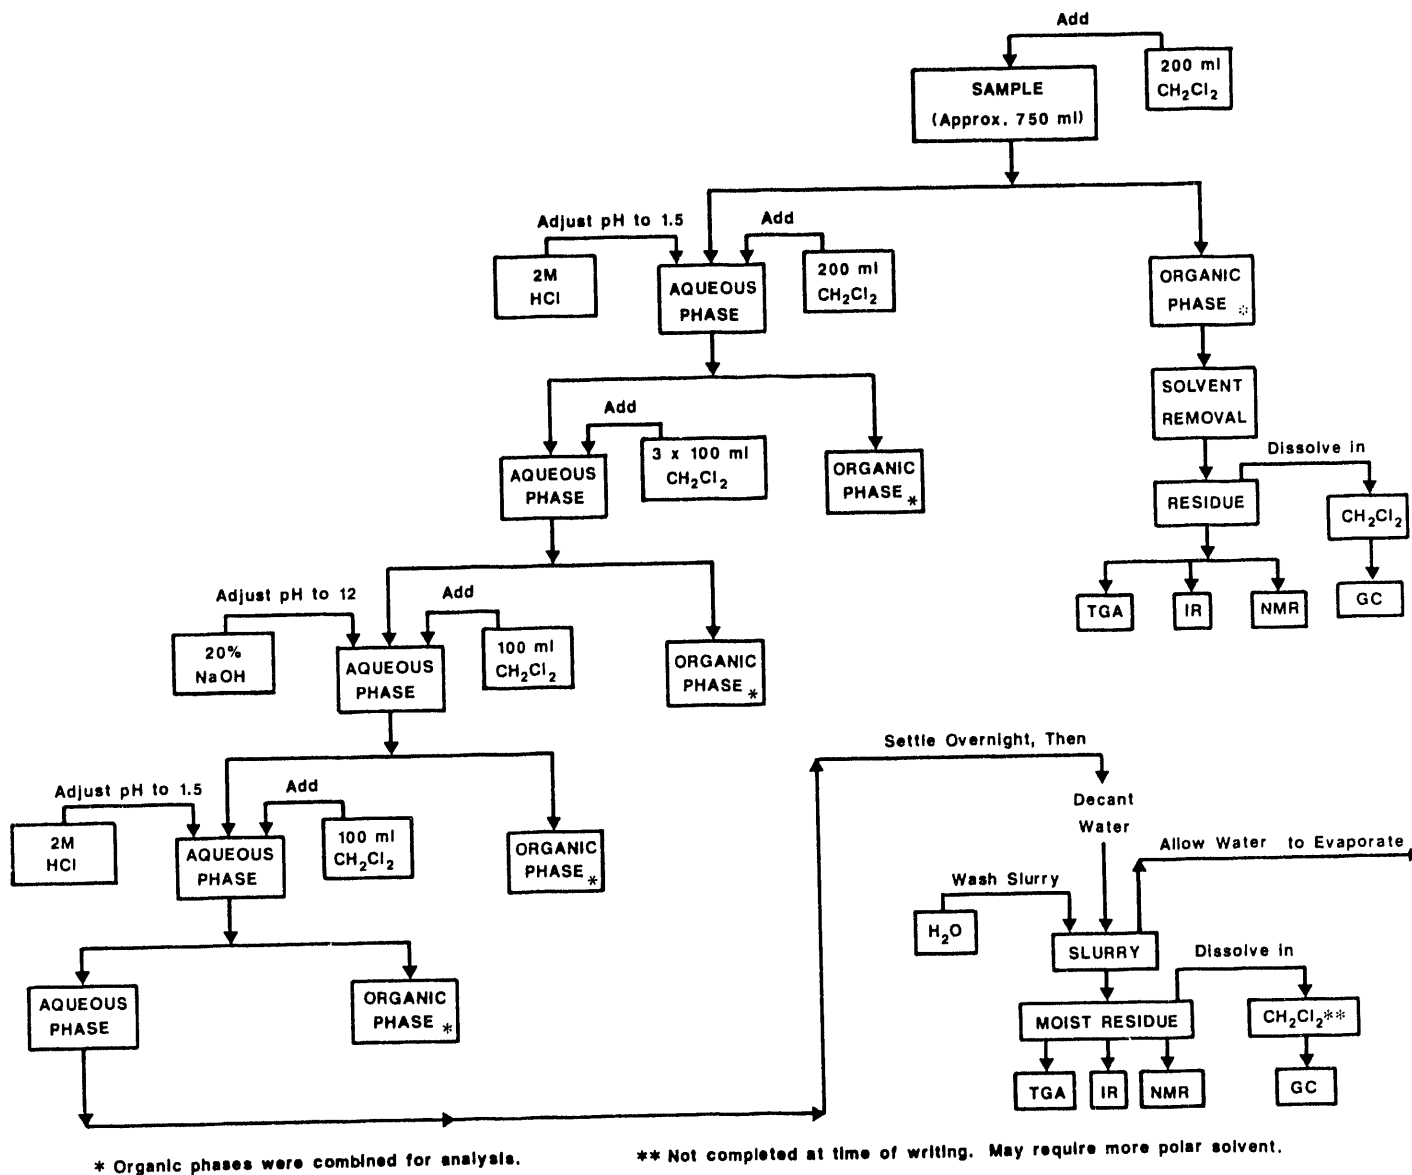 Add
200 ml
CH₂Cl₂
SAMPLE
(Approx. 750 ml)
Adjust pH to 1.5
Add
2M
HCl
AQUEOUS
PHASE
200 ml
CH₂Cl₂
ORGANIC
PHASE *
SOLVENT
REMOVAL
Add
AQUEOUS
PHASE
3 x 100 ml
CH₂Cl₂
ORGANIC
PHASE *
Dissolve in
RESIDUE
CH₂Cl₂
TGA
IR
NMR
GC
Adjust pH to 12
Add
20%
NaOH
AQUEOUS
PHASE
100 ml
CH₂Cl₂
ORGANIC
PHASE *
Adjust pH to 1.5
Add
2M
HCl
AQUEOUS
PHASE
100 ml
CH₂Cl₂
ORGANIC
PHASE *
AQUEOUS
PHASE
ORGANIC
PHASE *
Settle Overnight, Then
Decant
Water
Allow Water to Evaporate
Wash Slurry
H₂O
SLURRY
Dissolve in
MOIST RESIDUE
CH₂Cl₂**
TGA
IR
NMR
GC
* Organic phases were combined for analysis.
** Not completed at time of writing. May require more polar solvent.